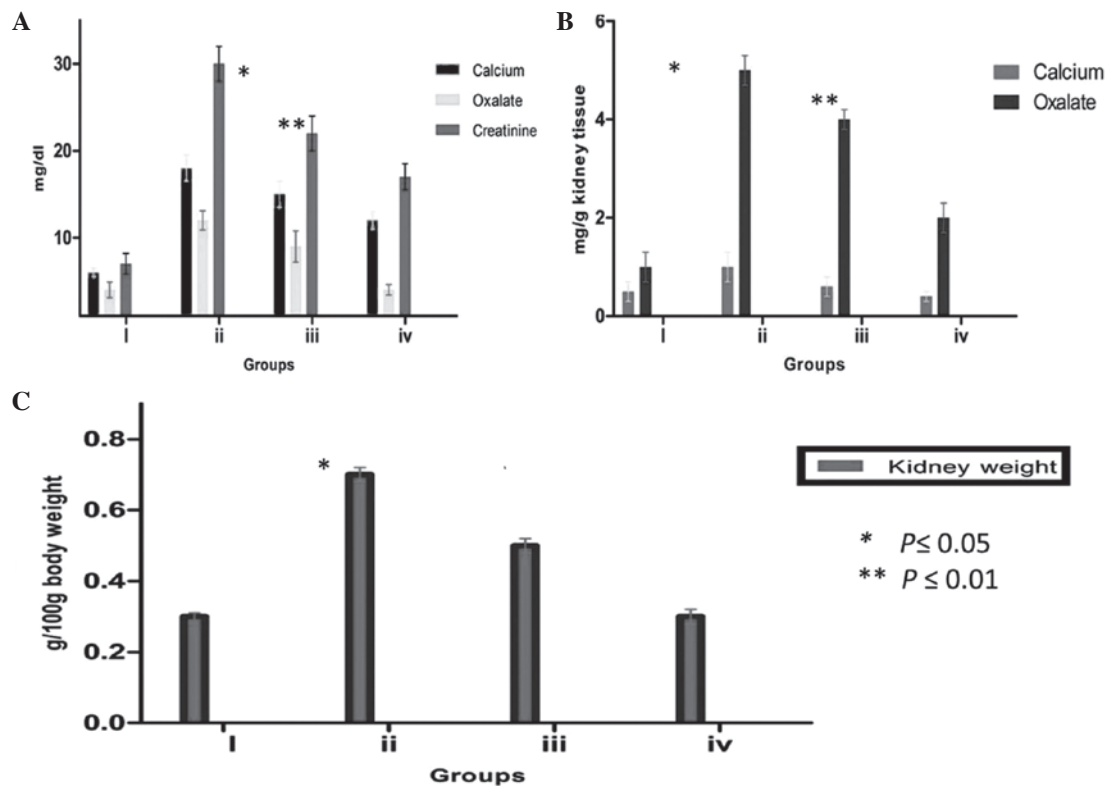 A
30
20
10
mg/dl
*
**
Calcium
Oxalate
Creatinine
I ii iii iv
Groups
B
6
4
2
0
mg/g kidney tissue
*
**
Calcium
Oxalate
I ii iii iv
Groups
C
0.8
0.6
0.4
0.2
0.0
g/100g body weight
*
Kidney weight
* P≤ 0.05
** P ≤ 0.01
I ii iii iv
Groups